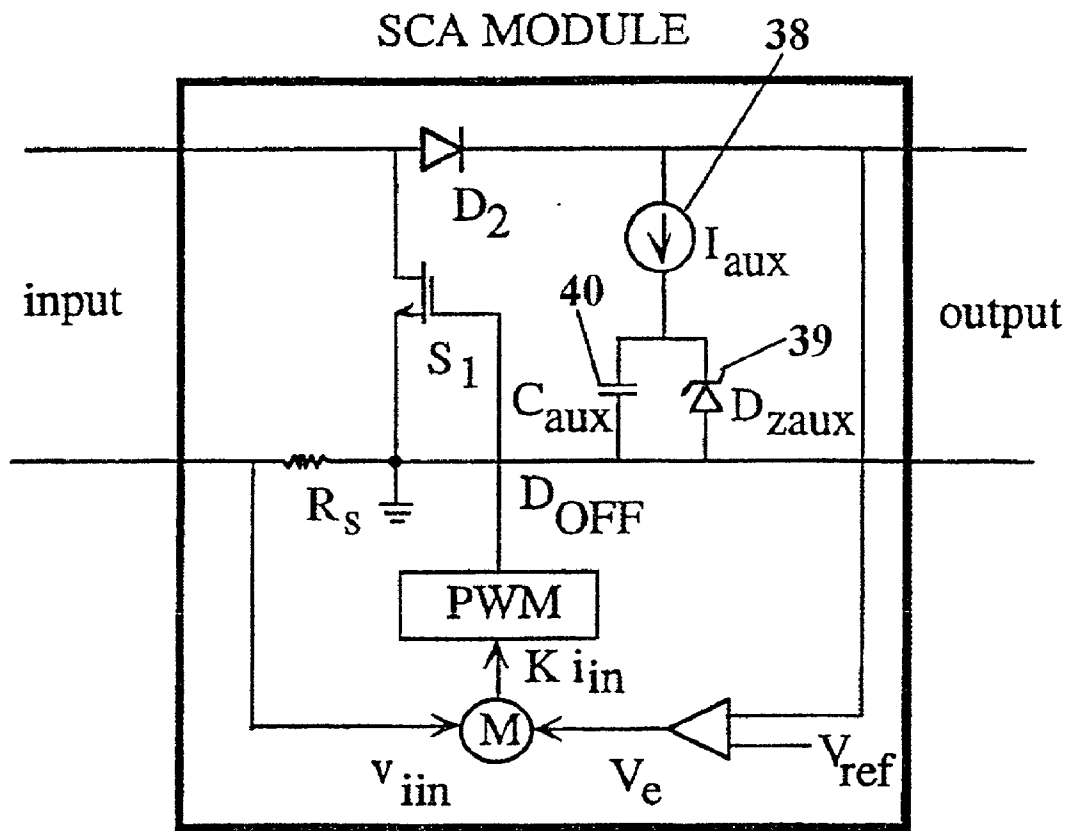 SCA MODULE
38
D2
Iaux
input
40
output
S1
39
Caux
Dzaux
Rs
DOFF
PWM
K iin
M
viin
Ve
Vref